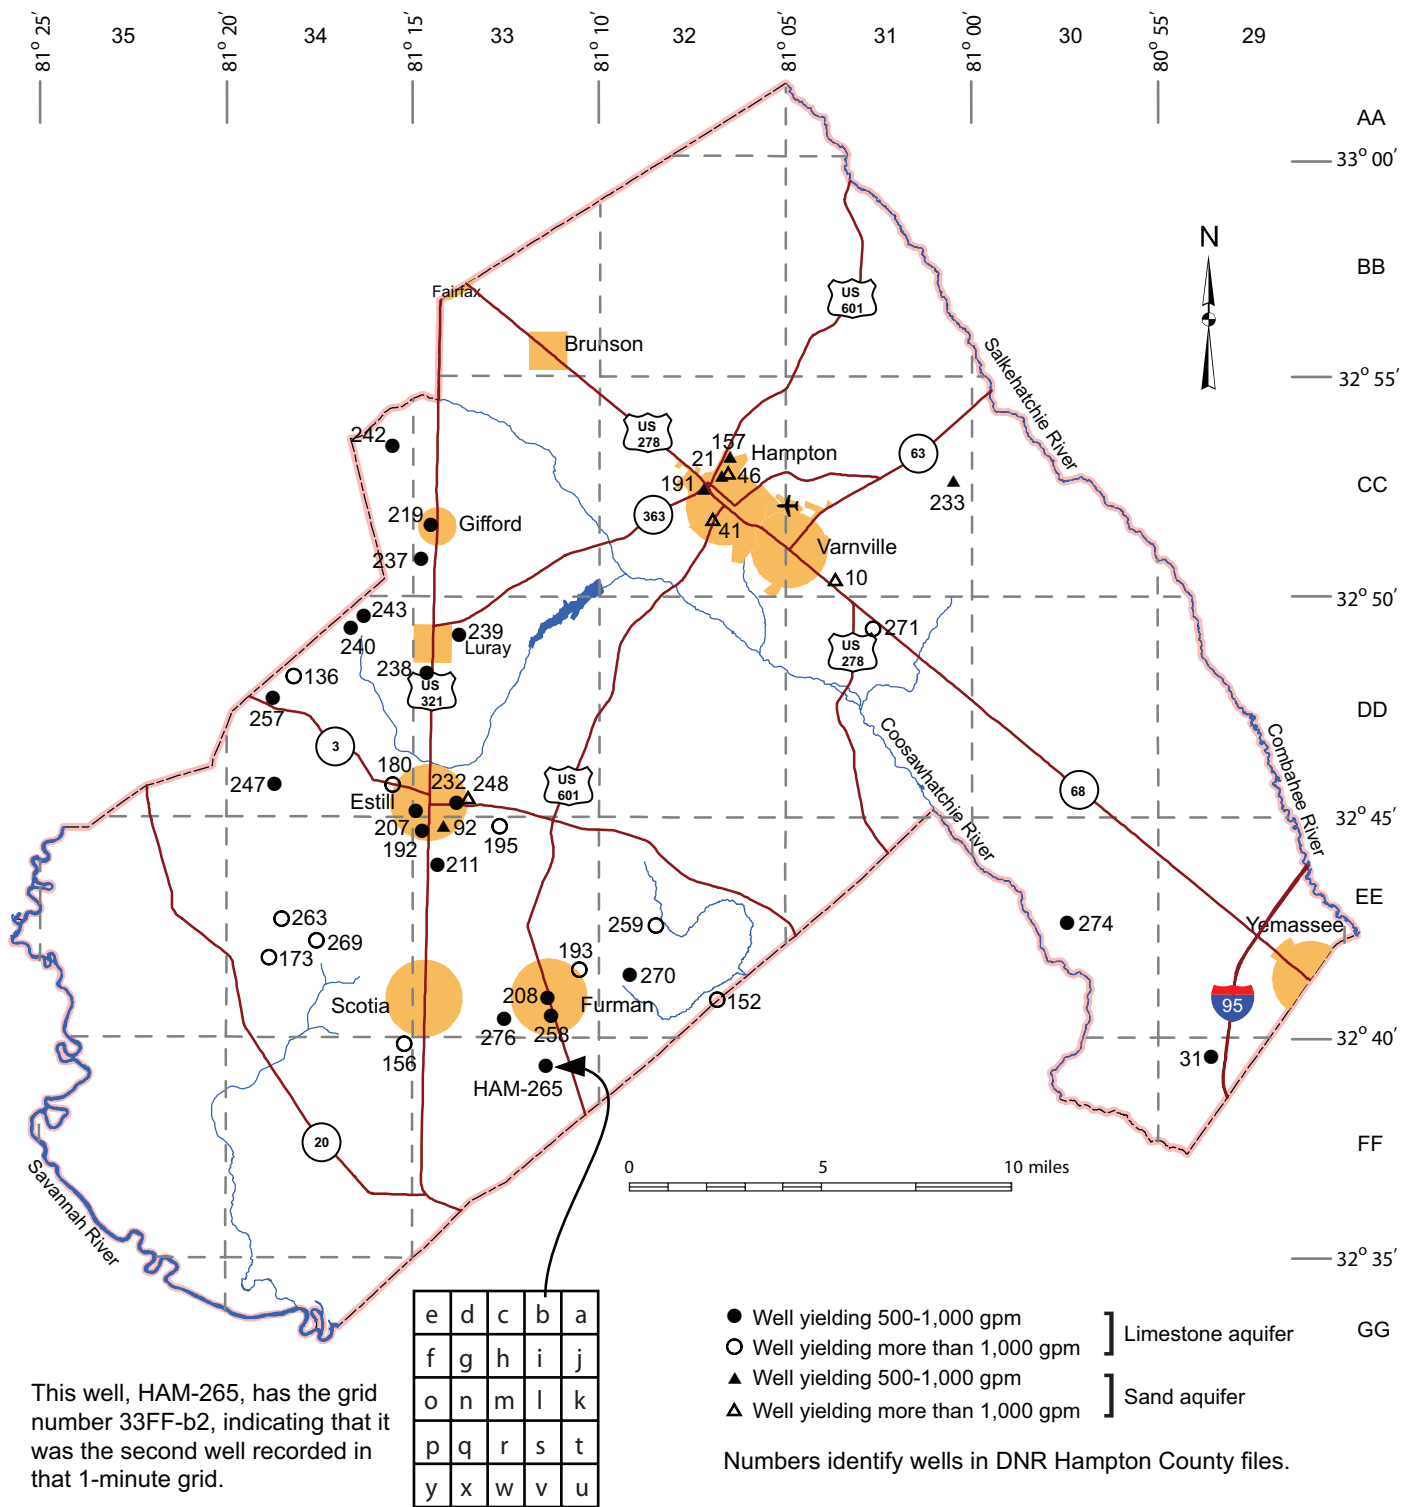 81° 25′
35
81° 20′
34
81° 15′
33
81° 10′
32
81° 05′
31
81° 00′
30
80° 55′
29
AA
33° 00′
N
BB
US
601
Fairfax
Brunson
32° 55′
Salkehatchie River
US
278
242
157
Hampton
21
46
63
191
233
CC
219
Gifford
363
41
Varnville
237
10
32° 50′
243
240
239
Luray
271
US
278
238
136
US
321
257
DD
Coosawhatchie River
Combahee River
3
180
247
232
248
US
601
68
Estill
207
92
192
195
32° 45′
211
EE
263
259
274
269
Yemassee
173
193
270
Scotia
208
Furman
152
95
276
258
32° 40′
156
31
HAM-265
20
FF
0
5
10 miles
Savannah River
32° 35′
e d c b a
f g h i j
o n m l k
p q r s t
y x w v u
Well yielding 500-1,000 gpm
Well yielding more than 1,000 gpm
Limestone aquifer
Well yielding 500-1,000 gpm
Well yielding more than 1,000 gpm
Sand aquifer
GG
This well, HAM-265, has the grid
number 33FF-b2, indicating that it
was the second well recorded in
that 1-minute grid.
Numbers identify wells in DNR Hampton County files.